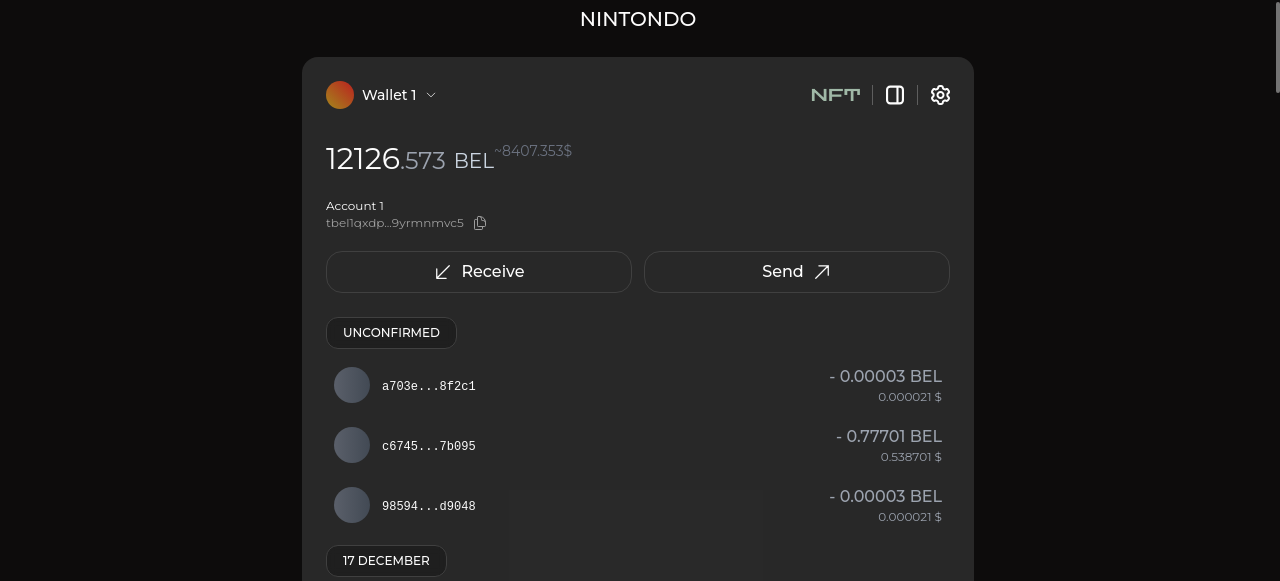 NINTONDO
Wallet 1
NFT
12126.573 BEL ~8407.353$
Account 1
tbel1qxdp...9yrmnmvc5
Receive
Send
UNCONFIRMED
a703e...8f2c1
- 0.00003 BEL
0.000021 $
c6745...7b095
- 0.77701 BEL
0.538701 $
98594...d9048
- 0.00003 BEL
0.000021 $
17 DECEMBER